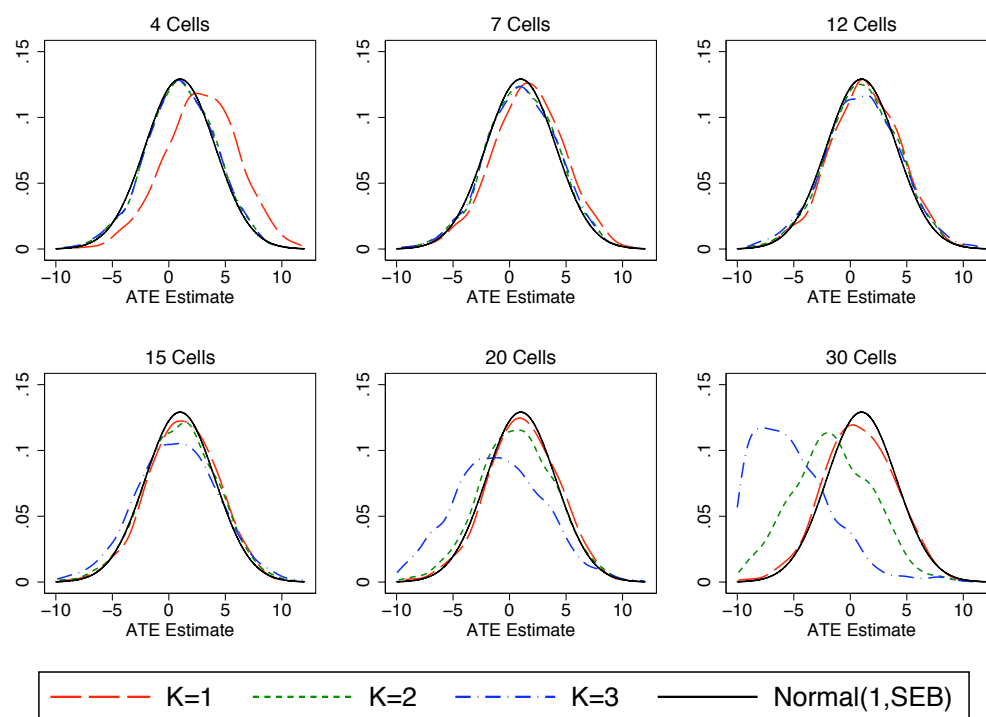 4 Cells
7 Cells
12 Cells
0 .05 .1 .15
0 .05 .1 .15
0 .05 .1 .15
−10 −5 0 5 10
−10 −5 0 5 10
−10 −5 0 5 10
ATE Estimate
ATE Estimate
ATE Estimate
15 Cells
20 Cells
30 Cells
0 .05 .1 .15
0 .05 .1 .15
0 .05 .1 .15
−10 −5 0 5 10
−10 −5 0 5 10
−10 −5 0 5 10
ATE Estimate
ATE Estimate
ATE Estimate
K=1 K=2 K=3 Normal(1,SEB)